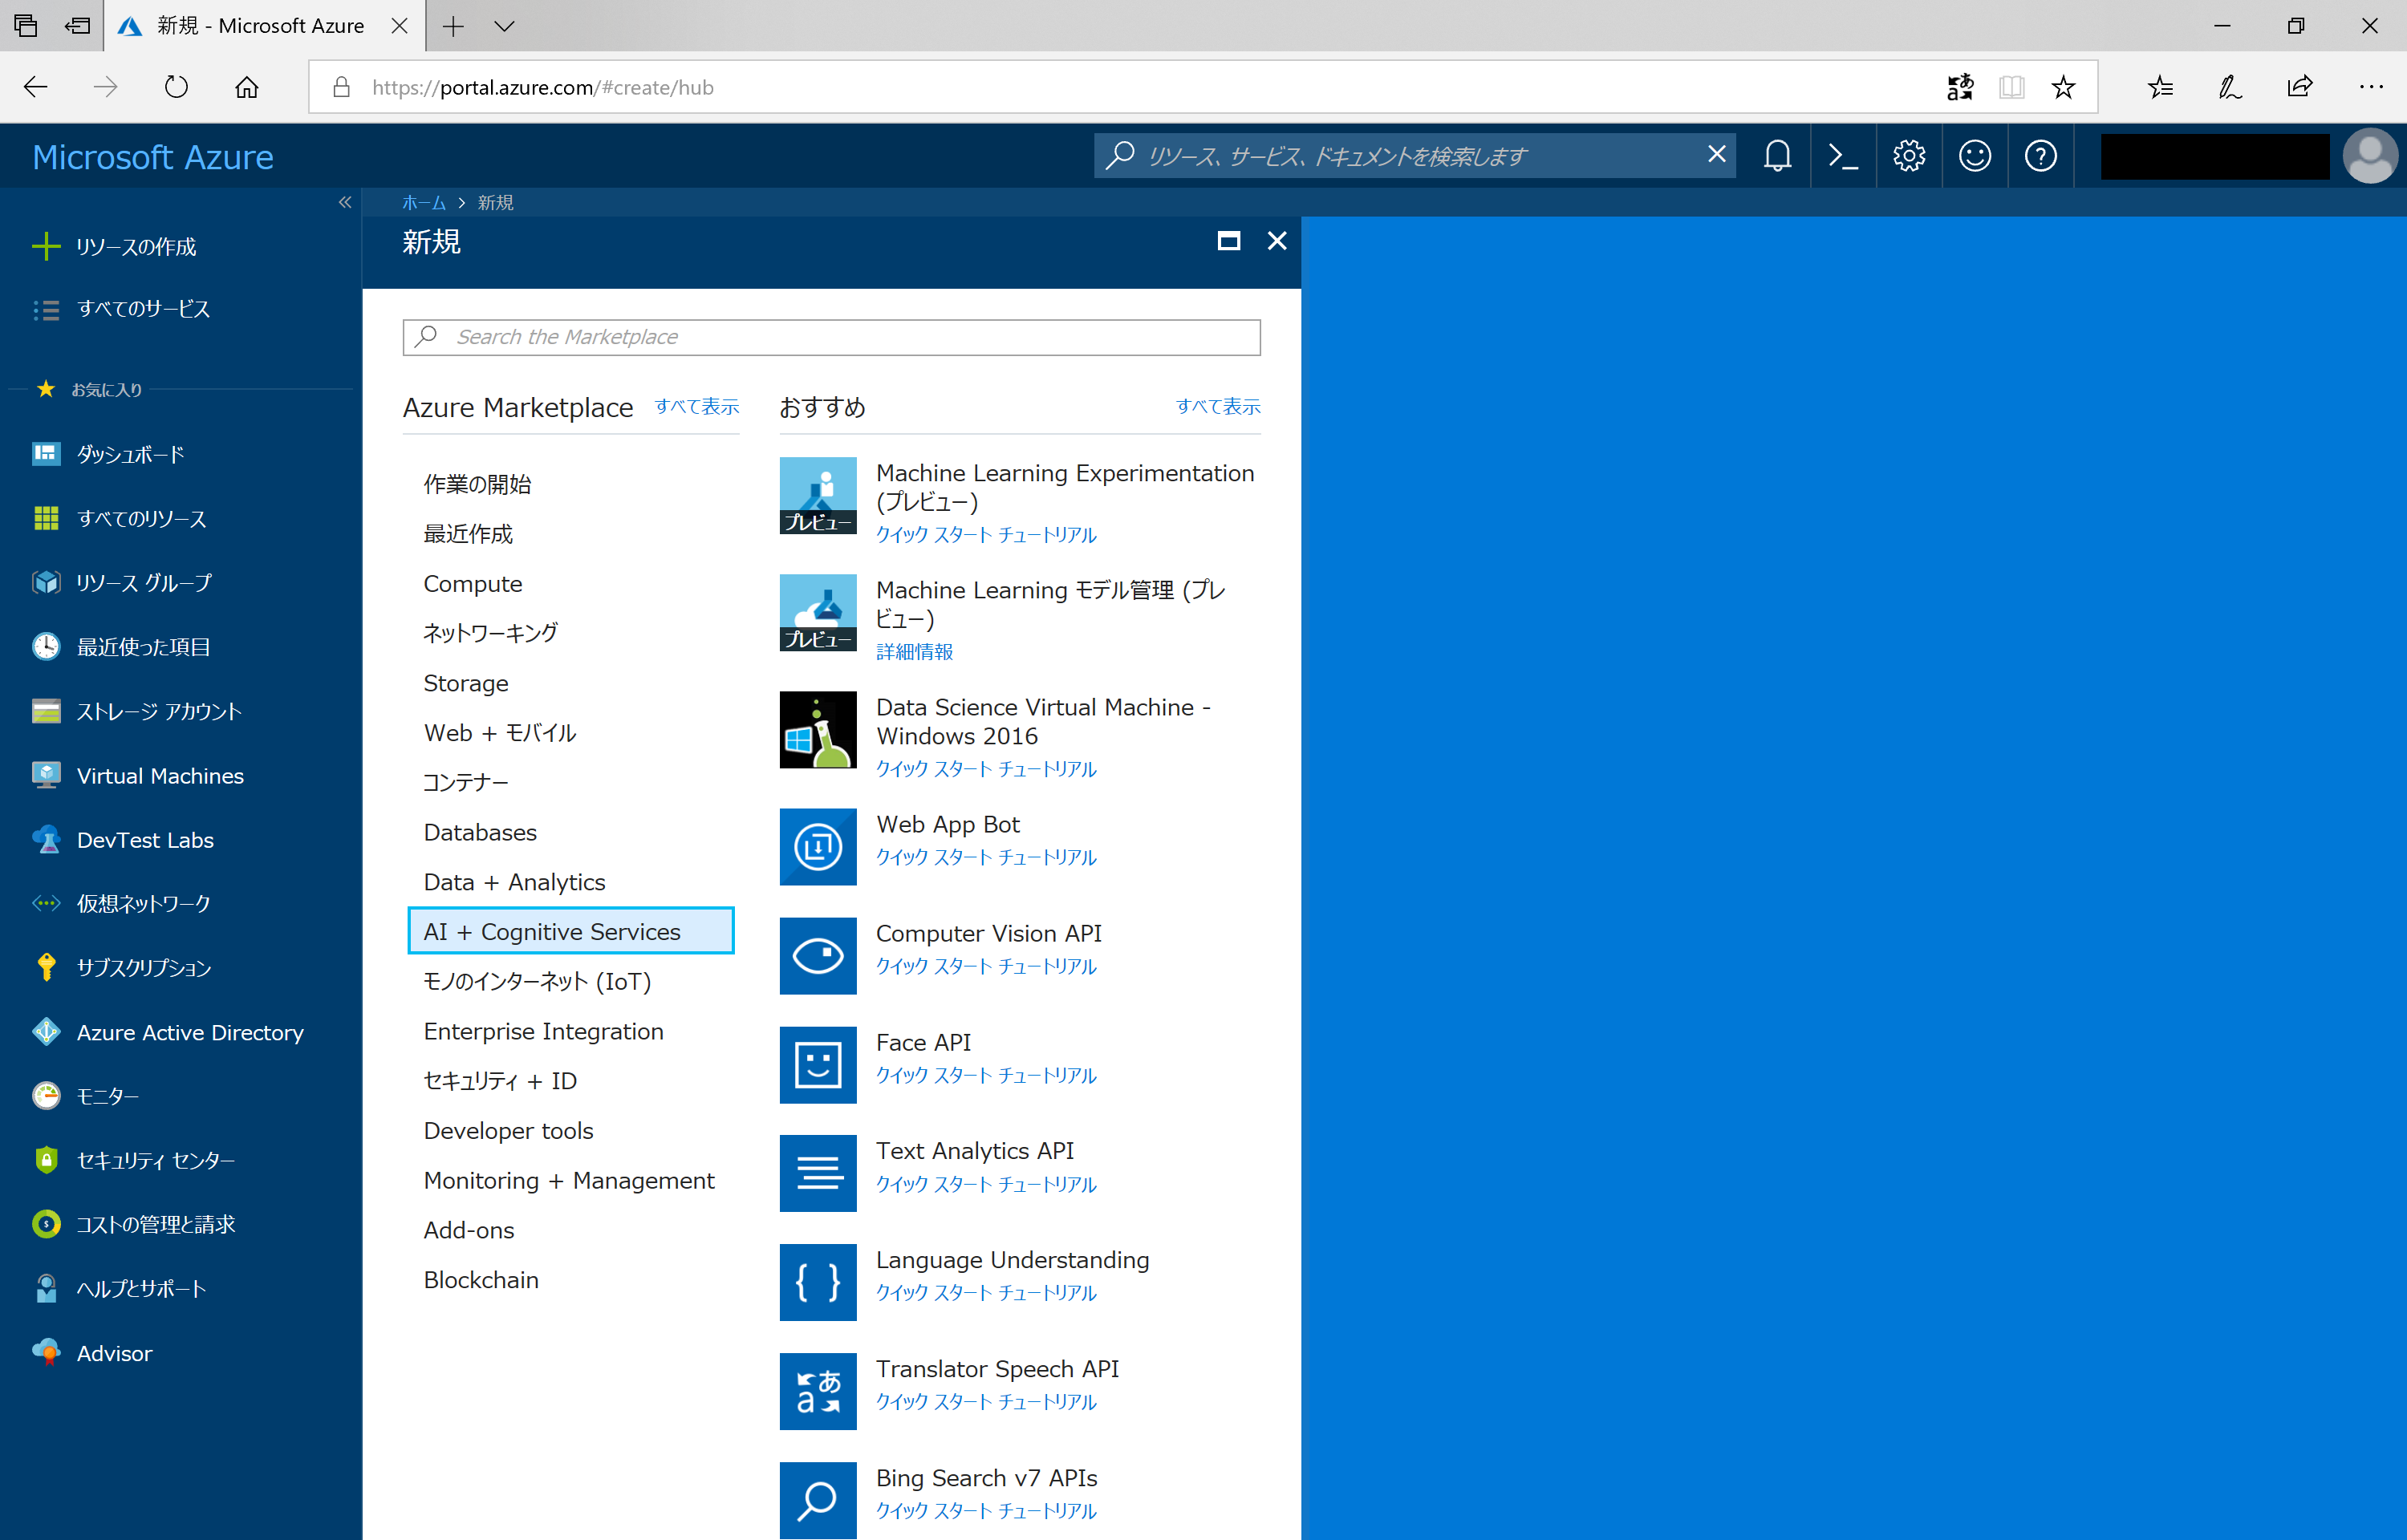 新規 - Microsoft Azure
https://portal.azure.com/#create/hub
Microsoft Azure
リソース、サービス、ドキュメントを検索します
ホーム > 新規
リソースの作成
すべてのサービス
お気に入り
ダッシュボード
すべてのリソース
リソース グループ
最近使った項目
ストレージ アカウント
Virtual Machines
DevTest Labs
仮想ネットワーク
サブスクリプション
Azure Active Directory
モニター
セキュリティ センター
コストの管理と請求
ヘルプとサポート
Advisor
新規
Search the Marketplace
Azure Marketplace すべて表示
作業の開始
最近作成
Compute
ネットワーキング
Storage
Web + モバイル
コンテナー
Databases
Data + Analytics
AI + Cognitive Services
モノのインターネット (IoT)
Enterprise Integration
セキュリティ + ID
Developer tools
Monitoring + Management
Add-ons
Blockchain
おすすめ すべて表示
プレビュー
Machine Learning Experimentation
(プレビュー)
クイック スタート チュートリアル
プレビュー
Machine Learning モデル管理 (プレ
ビュー)
詳細情報
Data Science Virtual Machine -
Windows 2016
クイック スタート チュートリアル
Web App Bot
クイック スタート チュートリアル
Computer Vision API
クイック スタート チュートリアル
Face API
クイック スタート チュートリアル
Text Analytics API
クイック スタート チュートリアル
Language Understanding
クイック スタート チュートリアル
Translator Speech API
クイック スタート チュートリアル
Bing Search v7 APIs
クイック スタート チュートリアル